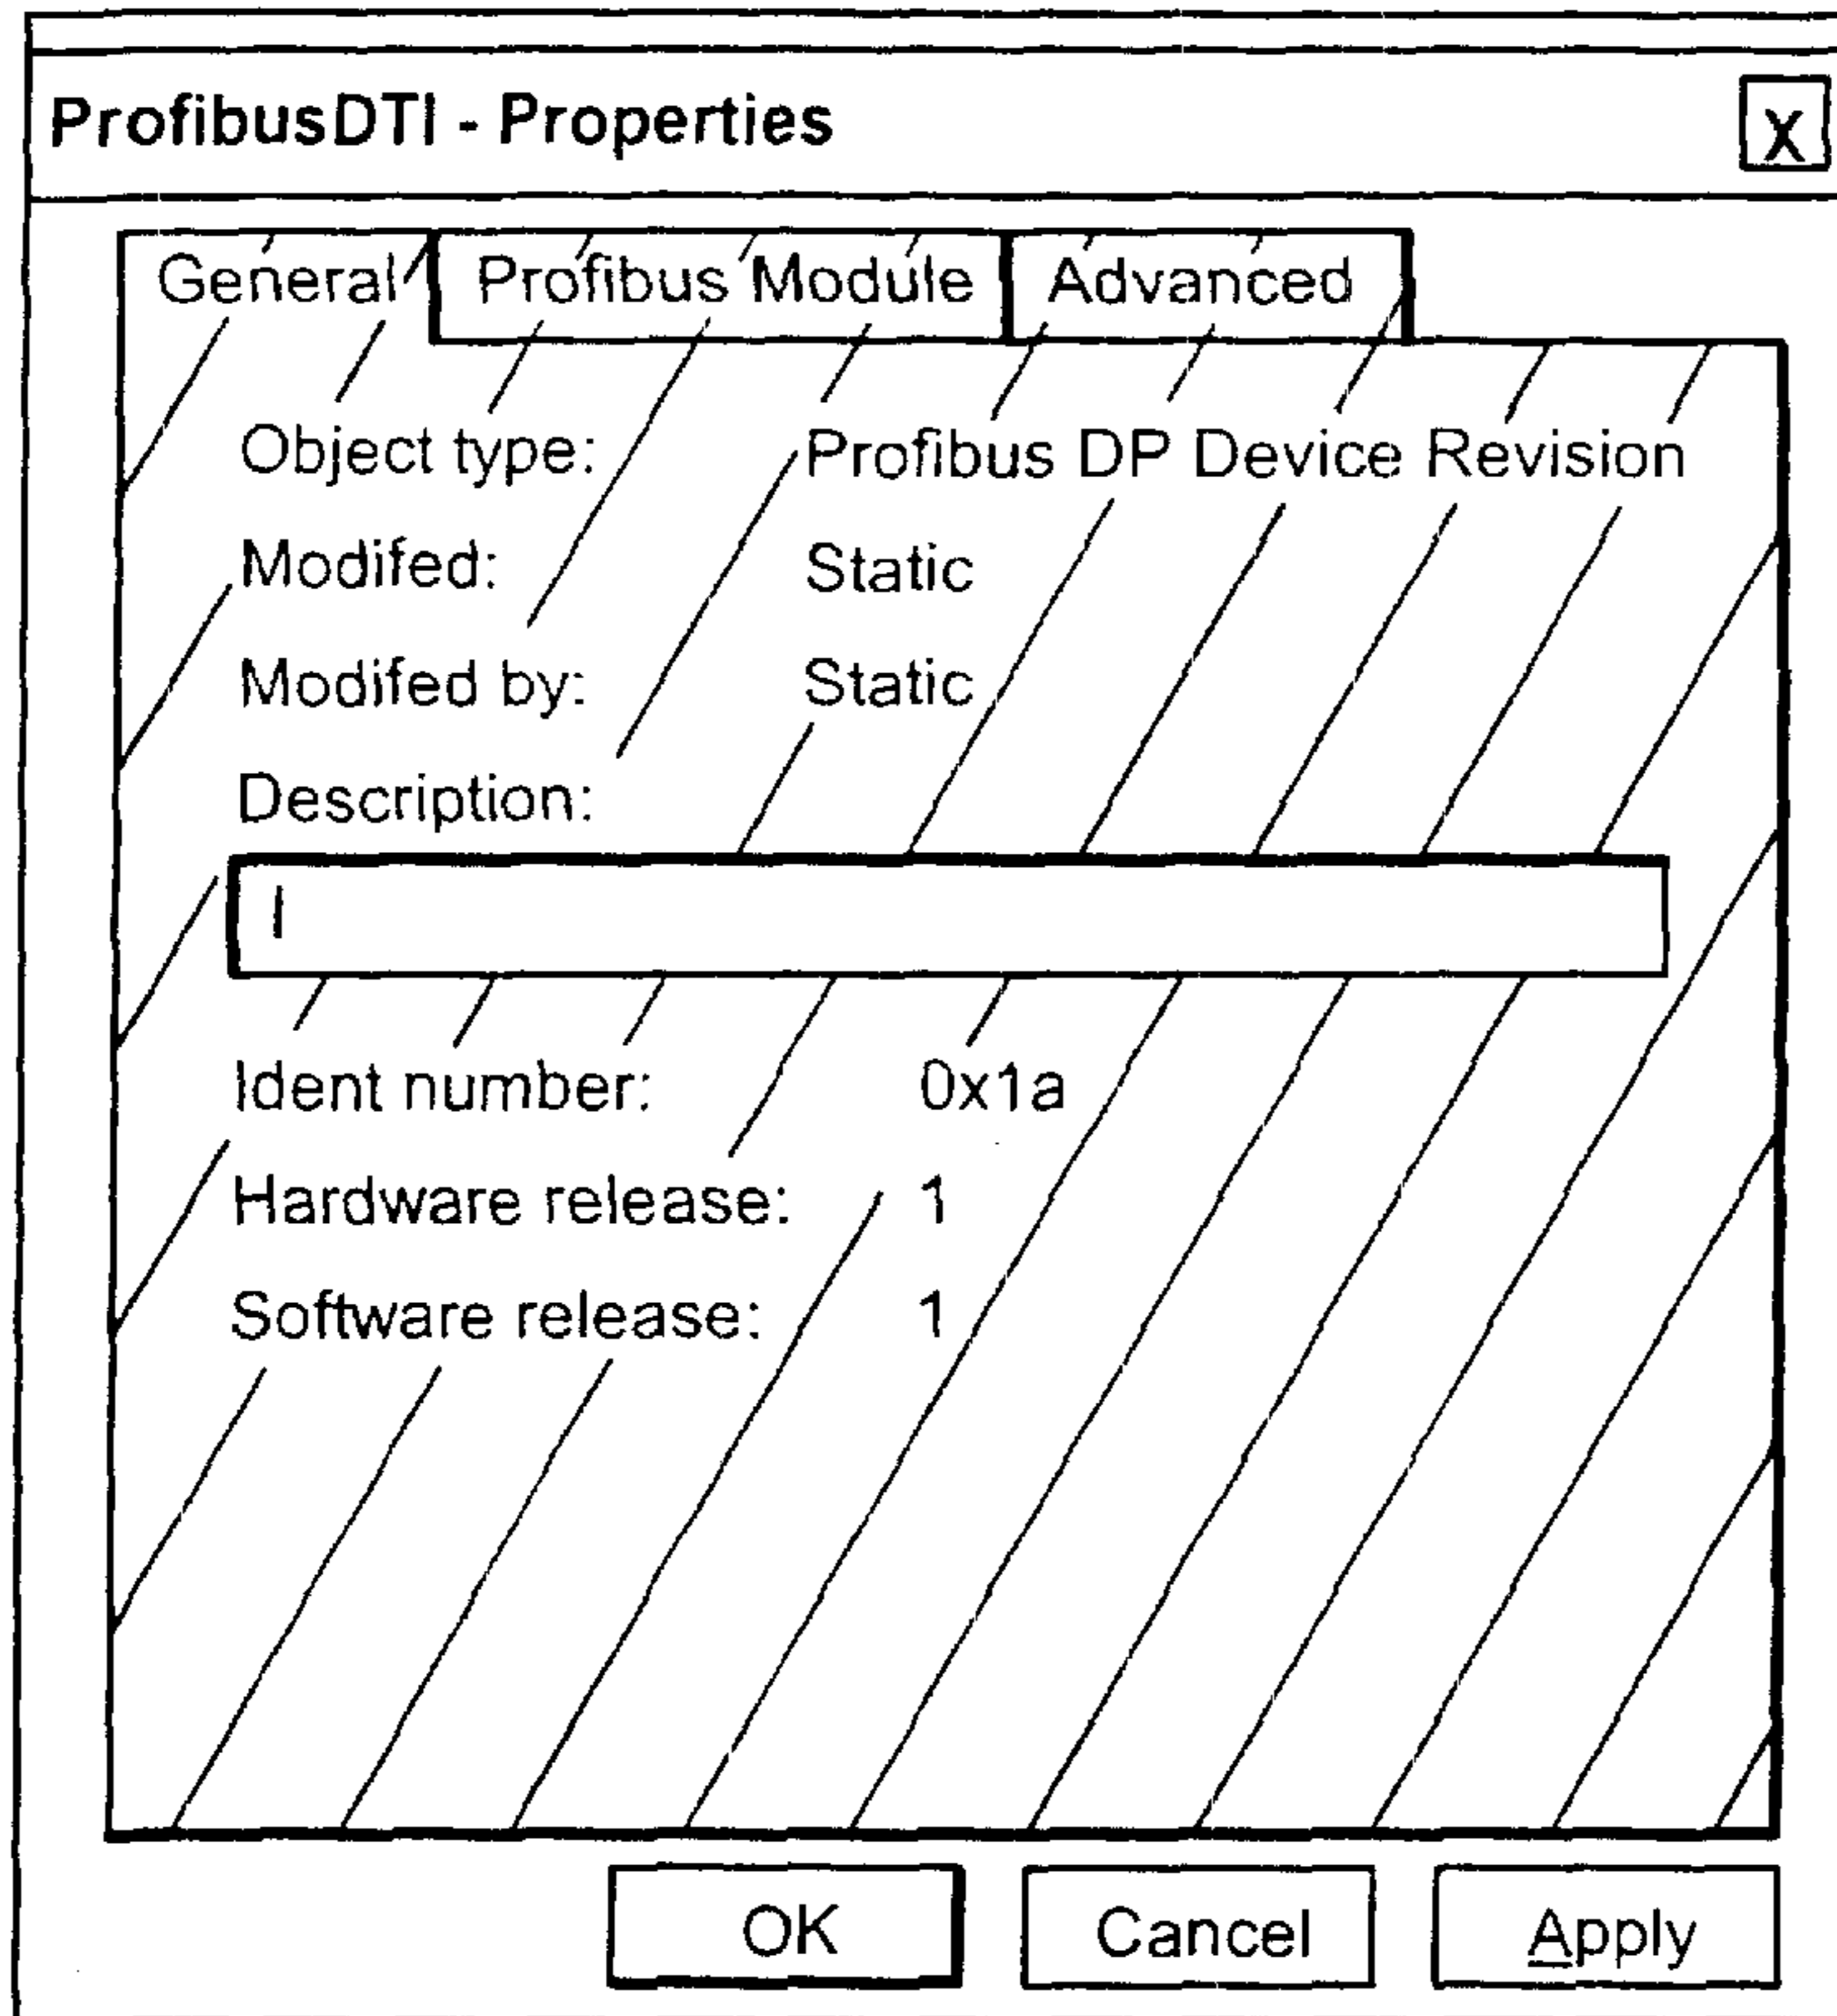 ProfibusDTI - Properties X
General Profibus Module Advanced
Object type: Profibus DP Device Revision
Modifed: Static
Modifed by: Static
Description:
Ident number: 0x1a
Hardware release: 1
Software release: 1
OK Cancel Apply